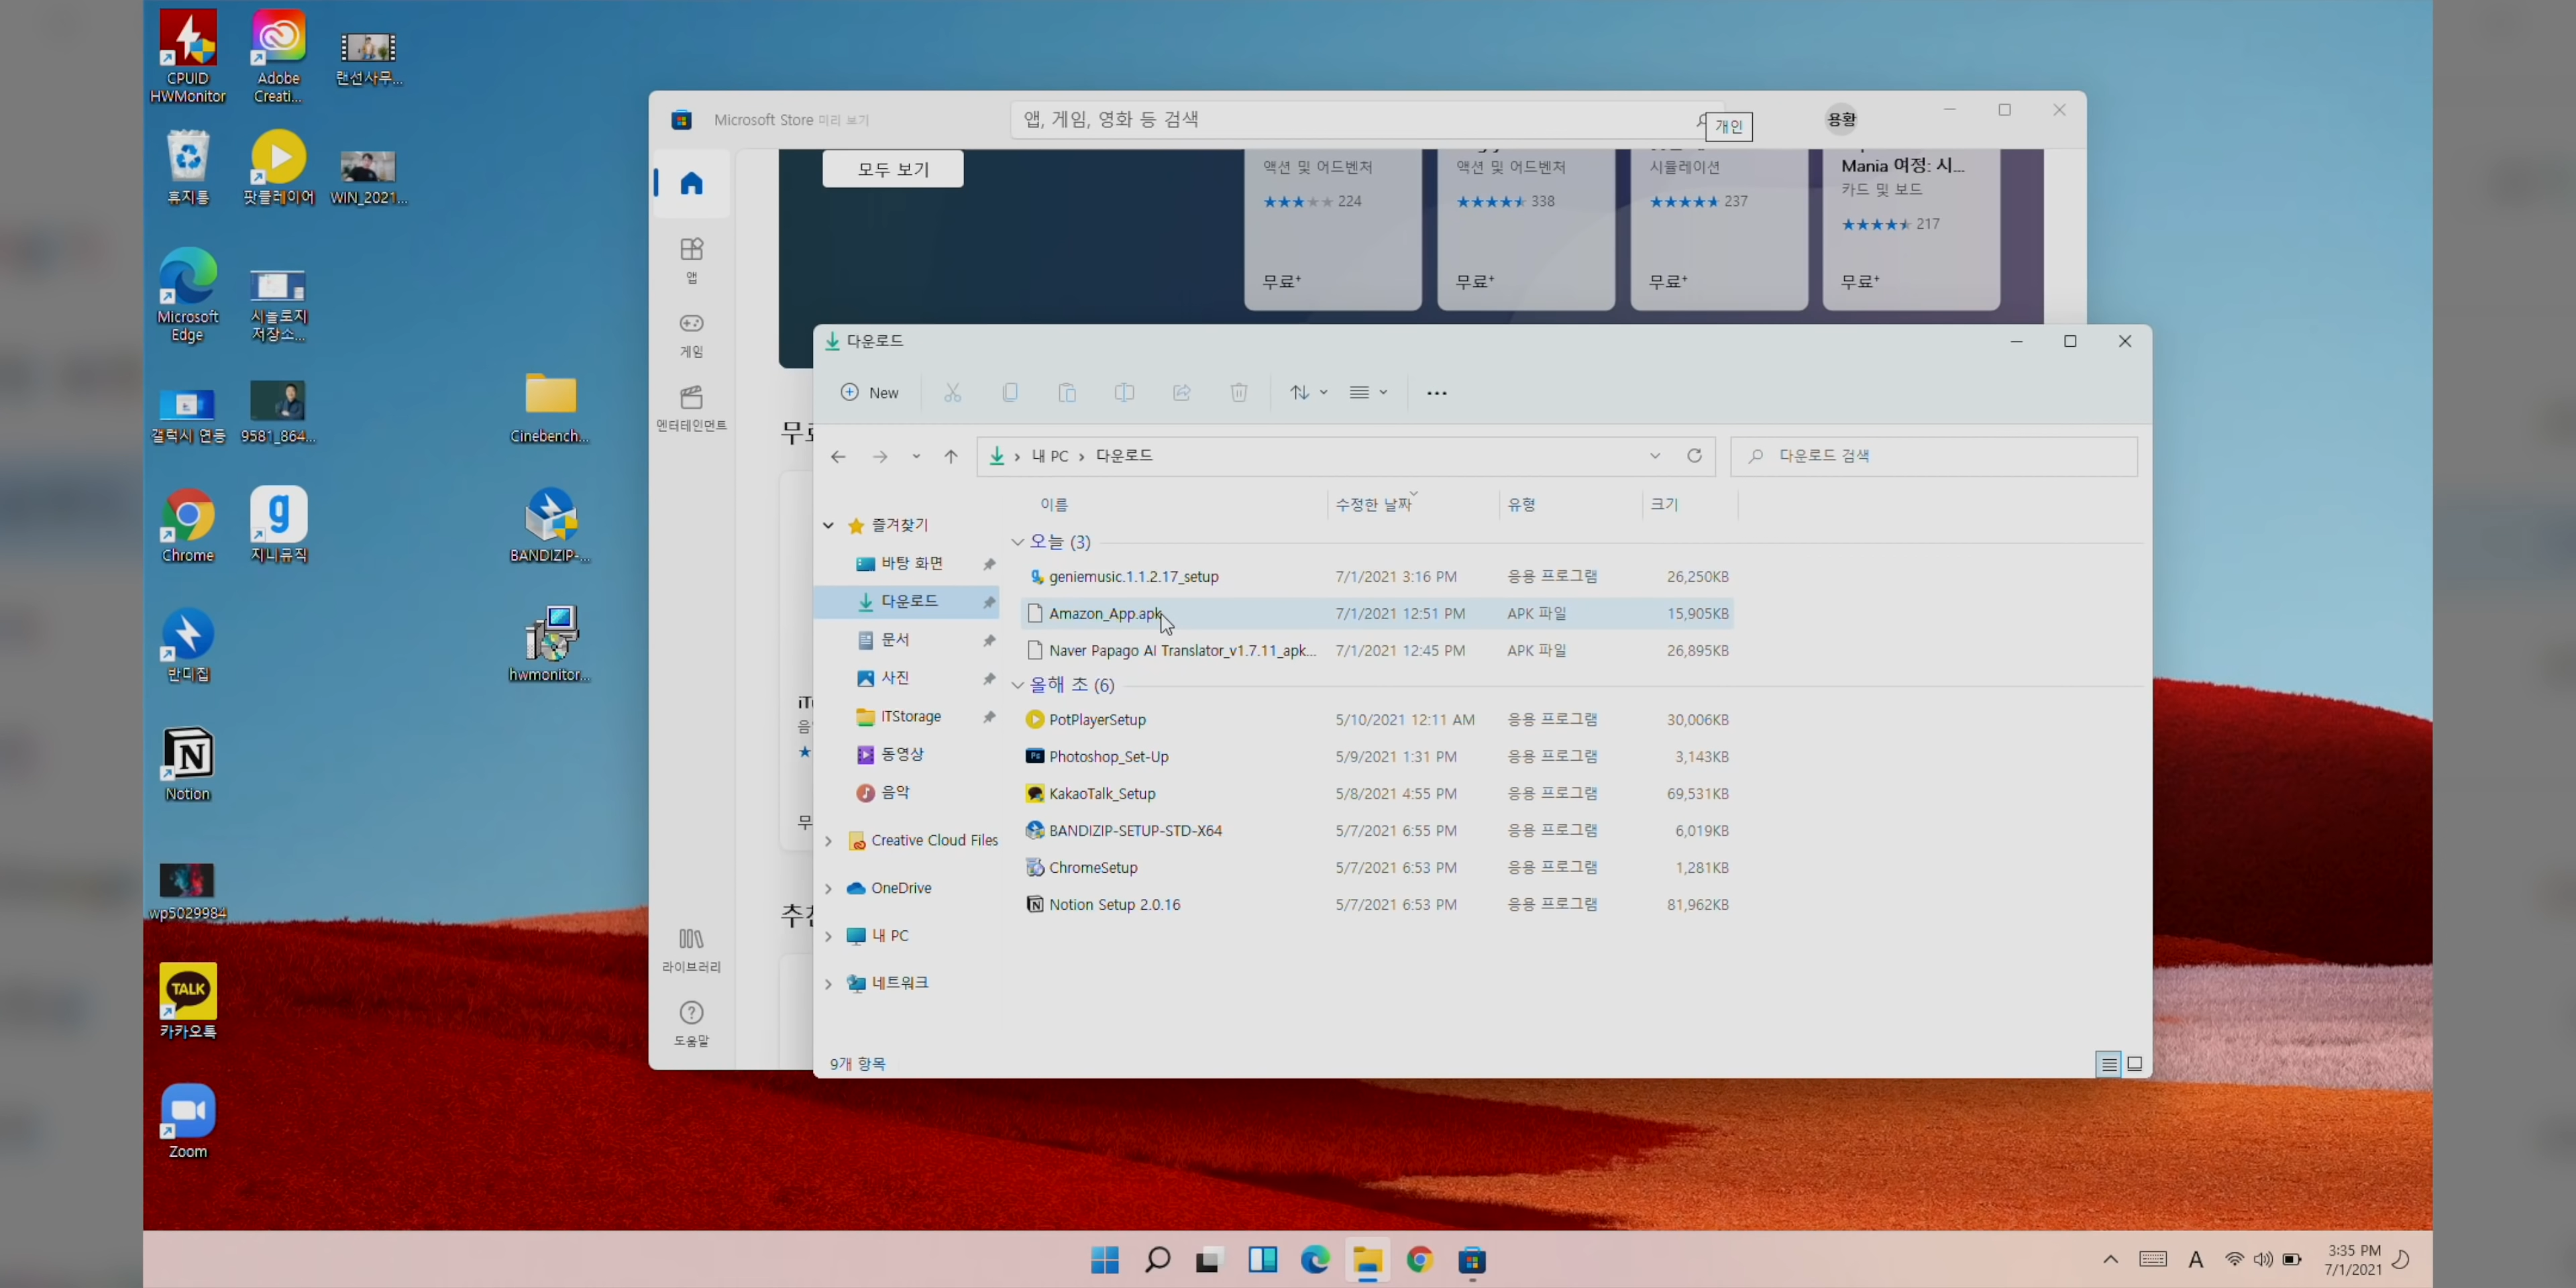 CPUID
HWMonitor
Adobe
Creati...
랜선사무...
휴지통
팟플레이어
WIN_2021...
Microsoft
Edge
시놀로지
저장소...
갤럭시 연동
9581_864...
Cinebench...
Chrome
지니뮤직
BANDIZIP-...
반디집
hwmonitor...
Notion
wp5029984
TALK
카카오톡
Zoom
Microsoft Store 미리 보기
앱, 게임, 영화 등 검색
개인
용황
모두 보기
액션 및 어드벤처
224
무료+
액션 및 어드벤처
338
무료+
시뮬레이션
237
무료+
Mania 여정: 시...
카드 및 보드
217
무료+
앱
게임
엔터테인먼트
라이브러리
도움말
다운로드
New
내 PC > 다운로드
다운로드 검색
이름 수정한 날짜 유형 크기
즐겨찾기
바탕 화면
다운로드
문서
사진
ITStorage
동영상
음악
Creative Cloud Files
OneDrive
내 PC
네트워크
오늘 (3)
geniemusic.1.1.2.17_setup 7/1/2021 3:16 PM 응용 프로그램 26,250KB
Amazon_App.apk 7/1/2021 12:51 PM APK 파일 15,905KB
Naver Papago AI Translator_v1.7.11_apk... 7/1/2021 12:45 PM APK 파일 26,895KB
올해 초 (6)
PotPlayerSetup 5/10/2021 12:11 AM 응용 프로그램 30,006KB
Photoshop_Set-Up 5/9/2021 1:31 PM 응용 프로그램 3,143KB
KakaoTalk_Setup 5/8/2021 4:55 PM 응용 프로그램 69,531KB
BANDIZIP-SETUP-STD-X64 5/7/2021 6:55 PM 응용 프로그램 6,019KB
ChromeSetup 5/7/2021 6:53 PM 응용 프로그램 1,281KB
Notion Setup 2.0.16 5/7/2021 6:53 PM 응용 프로그램 81,962KB
9개 항목
A
3:35 PM
7/1/2021